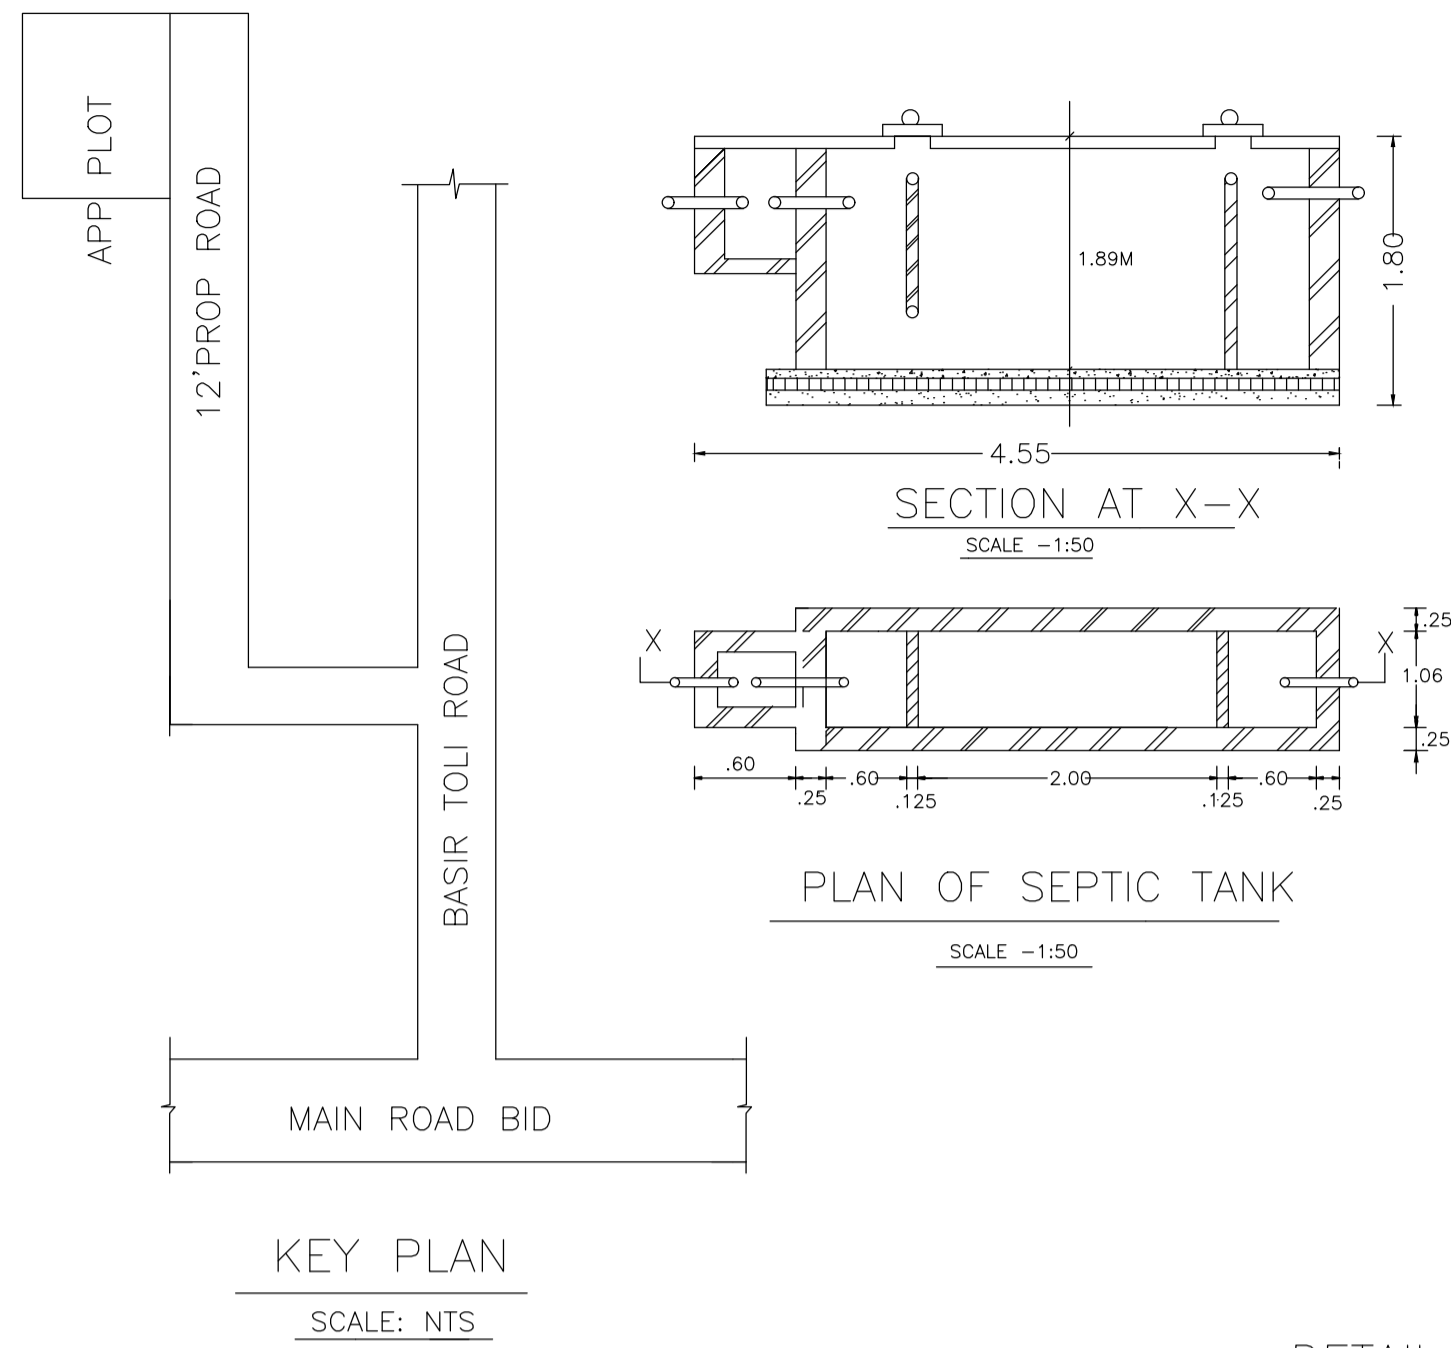 APP PLOT
12'PROP ROAD
BASIR TOLI ROAD
MAIN ROAD BID
KEY PLAN
SCALE: NTS
1.89M
1.80
4.55
SECTION AT X-X
SCALE -1:50
X
X
.25
1.06
.25
.60
.25
.60
.125
2.00
.125
.60
.25
PLAN OF SEPTIC TANK
SCALE -1:50